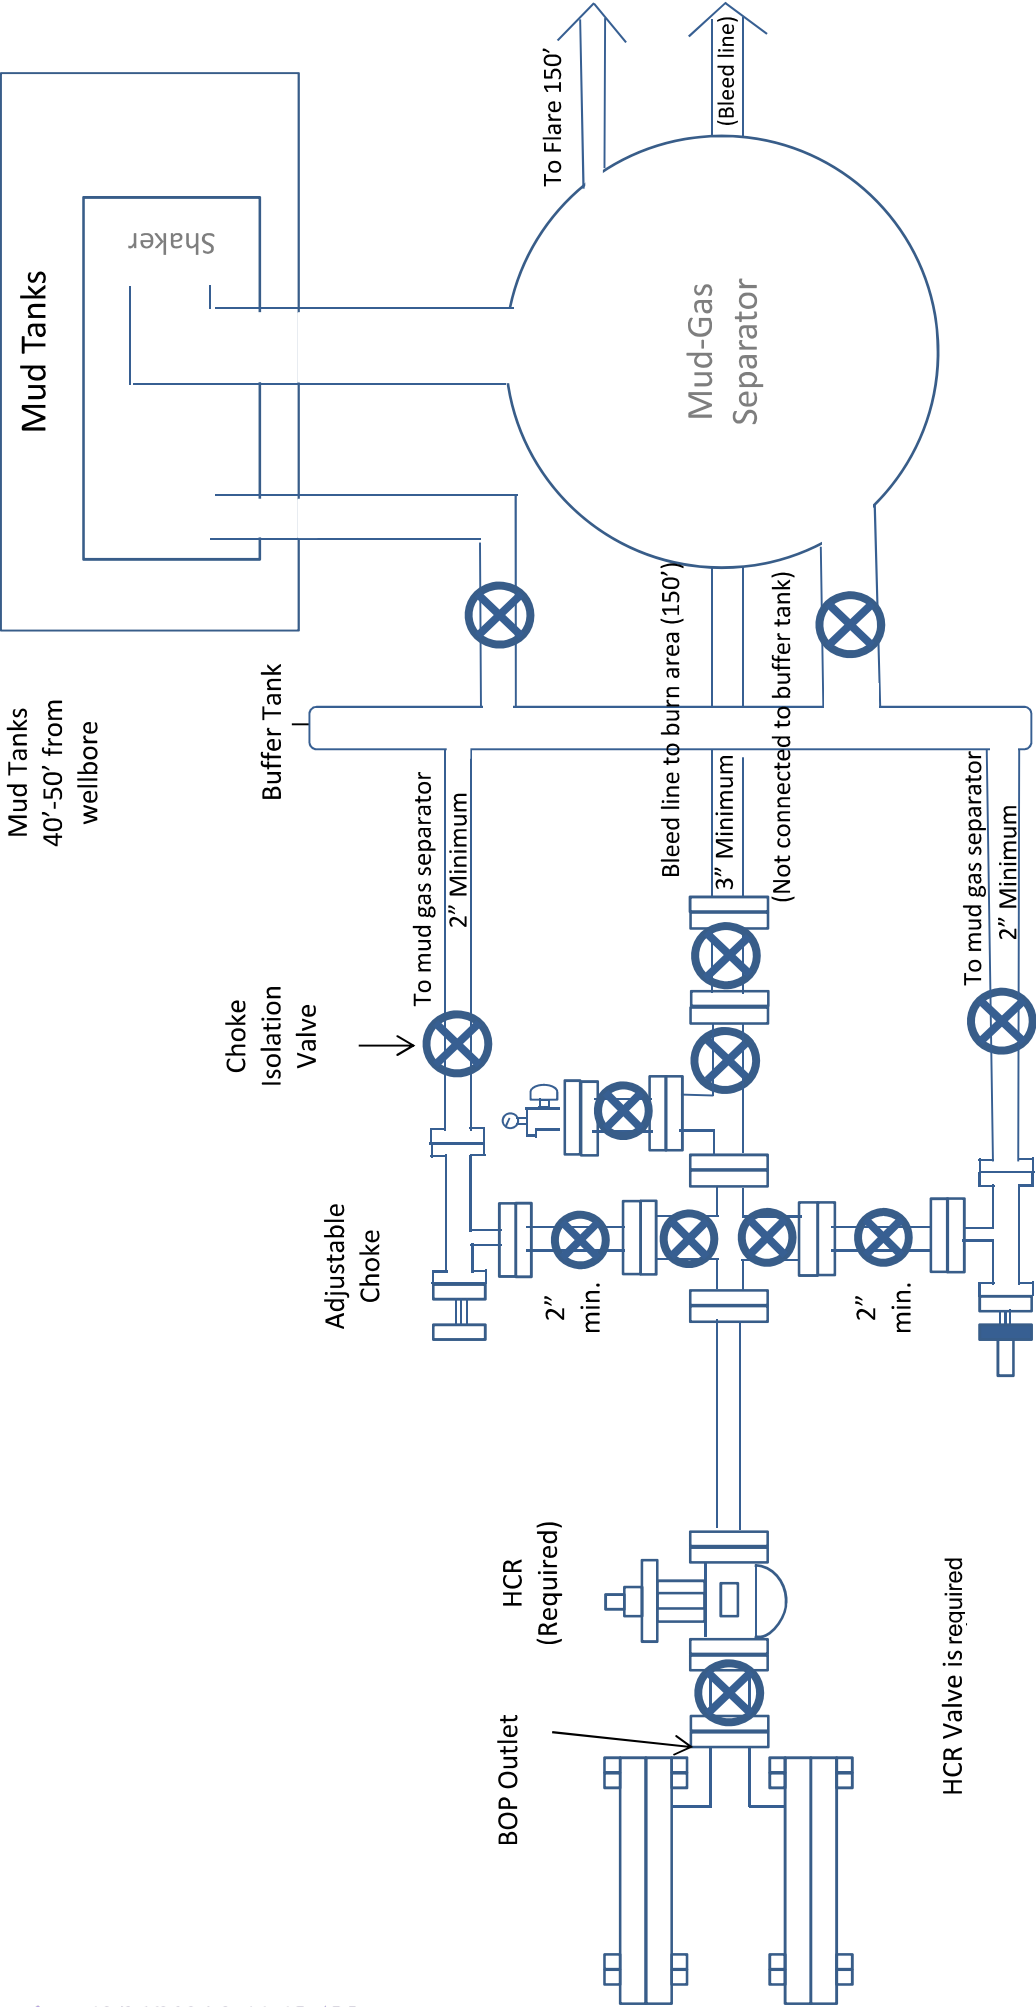 To Flare 150’
(Bleed line)
Mud Tanks
Shaker
Mud-Gas
Separator
Mud Tanks
40’-50’ from
wellbore
Buffer Tank
To mud gas separator
2” Minimum
Bleed line to burn area (150’)
3” Minimum
(Not connected to buffer tank)
To mud gas separator
2” Minimum
Choke
Isolation
Valve
Adjustable
Choke
2”
min.
2”
min.
HCR
(Required)
BOP Outlet
HCR Valve is required